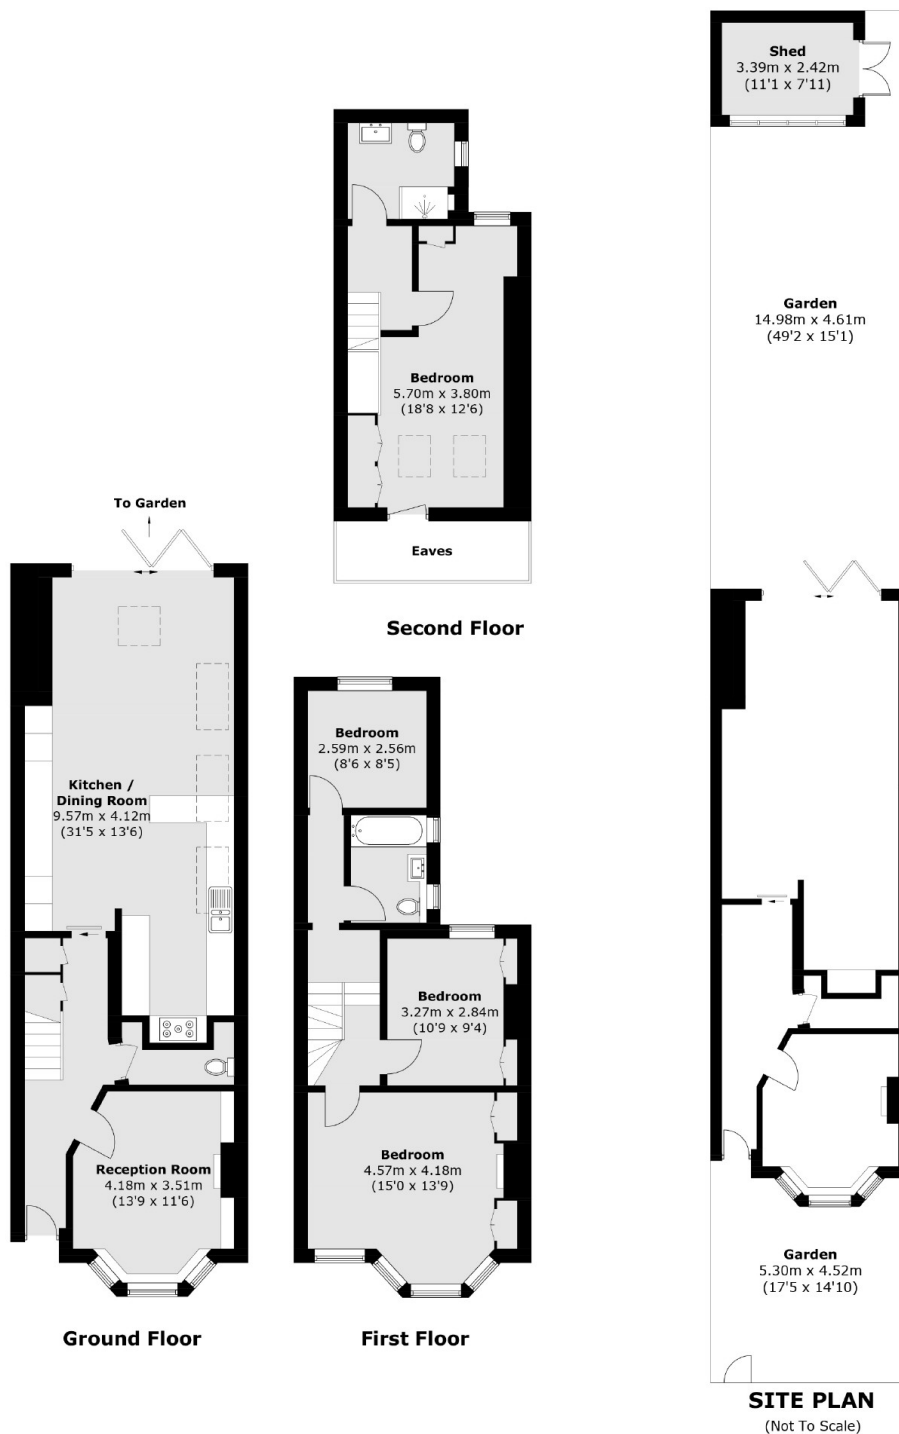 Shed
3.39m x 2.42m
(11'1 x 7'11)
Garden
14.98m x 4.61m
(49'2 x 15'1)
Bedroom
5.70m x 3.80m
(18'8 x 12'6)
Eaves
Second Floor
To Garden
Kitchen /
Dining Room
9.57m x 4.12m
(31'5 x 13'6)
Reception Room
4.18m x 3.51m
(13'9 x 11'6)
Ground Floor
Bedroom
2.59m x 2.56m
(8'6 x 8'5)
Bedroom
3.27m x 2.84m
(10'9 x 9'4)
Bedroom
4.57m x 4.18m
(15'0 x 13'9)
First Floor
Garden
5.30m x 4.52m
(17'5 x 14'10)
SITE PLAN
(Not To Scale)